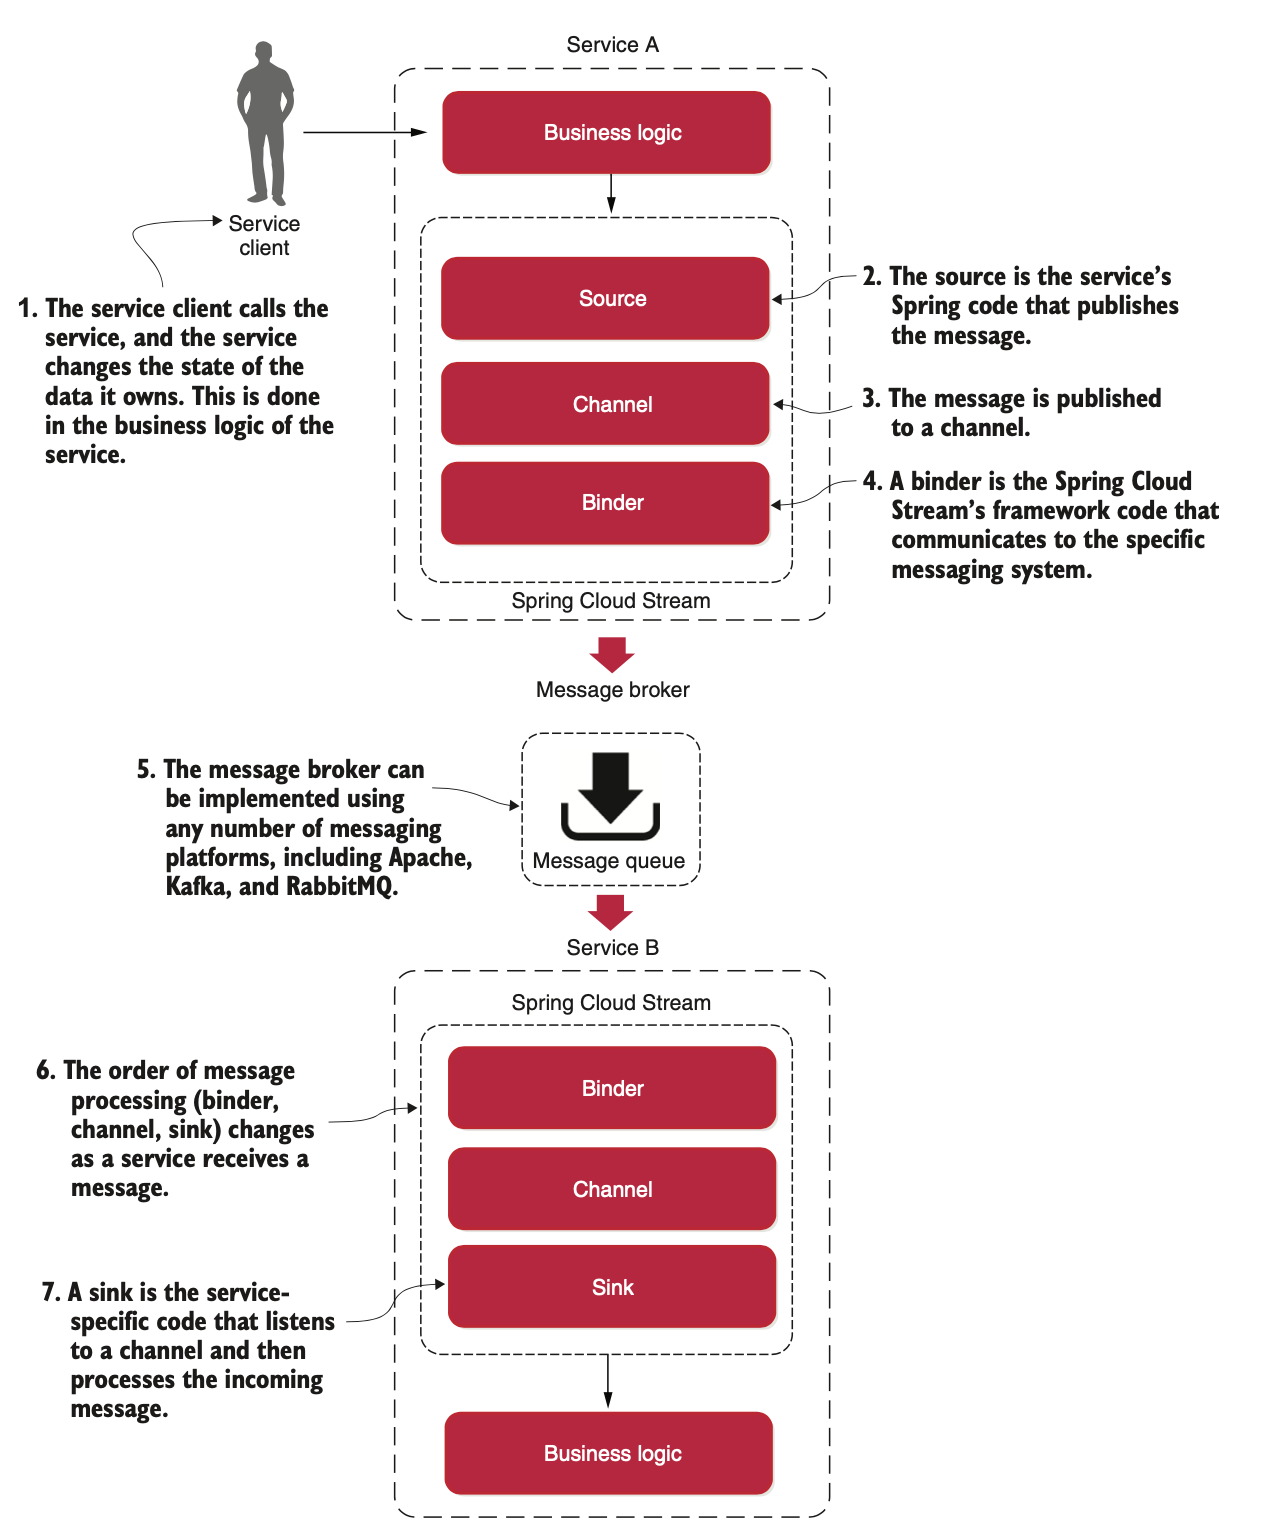 Service A
Business logic
Service
client
1. The service client calls the
service, and the service
changes the state of the
data it owns. This is done
in the business logic of the
service.
Source
2. The source is the service's
Spring code that publishes
the message.
Channel
3. The message is published
to a channel.
Binder
4. A binder is the Spring Cloud
Stream's framework code that
communicates to the specific
messaging system.
Spring Cloud Stream
Message broker
5. The message broker can
be implemented using
any number of messaging
platforms, including Apache,
Kafka, and RabbitMQ.
Message queue
Service B
Spring Cloud Stream
Binder
6. The order of message
processing (binder,
channel, sink) changes
as a service receives a
message.
Channel
Sink
7. A sink is the service-
specific code that listens
to a channel and then
processes the incoming
message.
Business logic